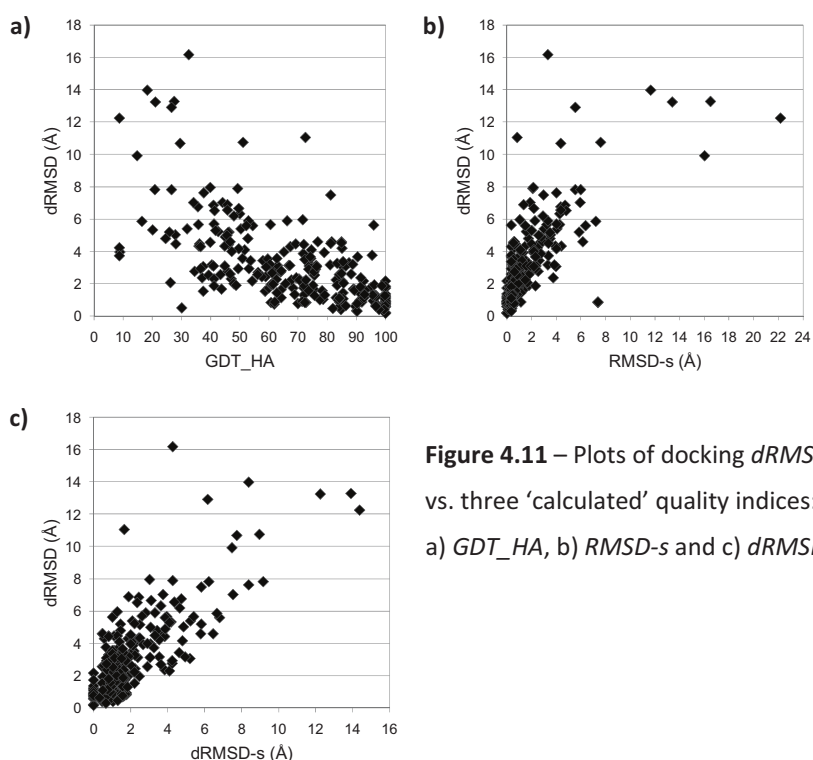 a)
18
16
14
12
10
8
6
4
2
0
dRMSD (Å)
0 10 20 30 40 50 60 70 80 90 100
GDT_HA
b)
18
16
14
12
10
8
6
4
2
0
dRMSD (Å)
0 2 4 6 8 10 12 14 16 18 20 22 24
RMSD-s (Å)
c)
18
16
14
12
10
8
6
4
2
0
dRMSD (Å)
0 2 4 6 8 10 12 14 16
dRMSD-s (Å)
Figure 4.11 – Plots of docking dRMS
vs. three ‘calculated’ quality indices
a) GDT_HA, b) RMSD-s and c) dRMS